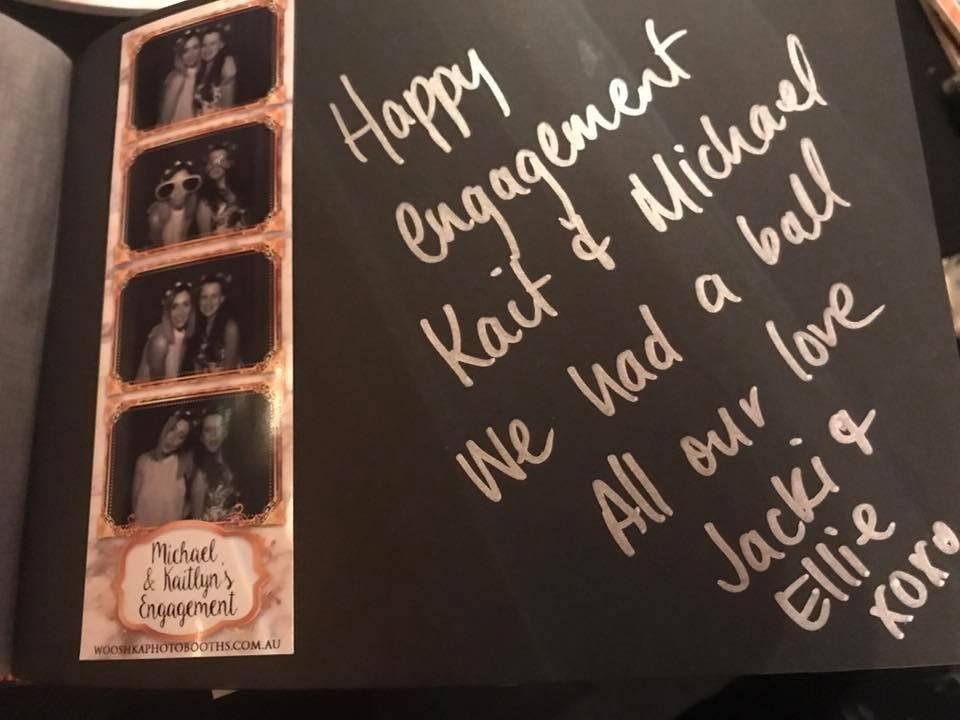 Happy
engagement
Kait & Michael
We had a ball
All our love
Jacki &
Ellie
xoxo
Michael
& Kaitlyn's
Engagement
WOOSHKAPHOTOBOOTHS.COM.AU